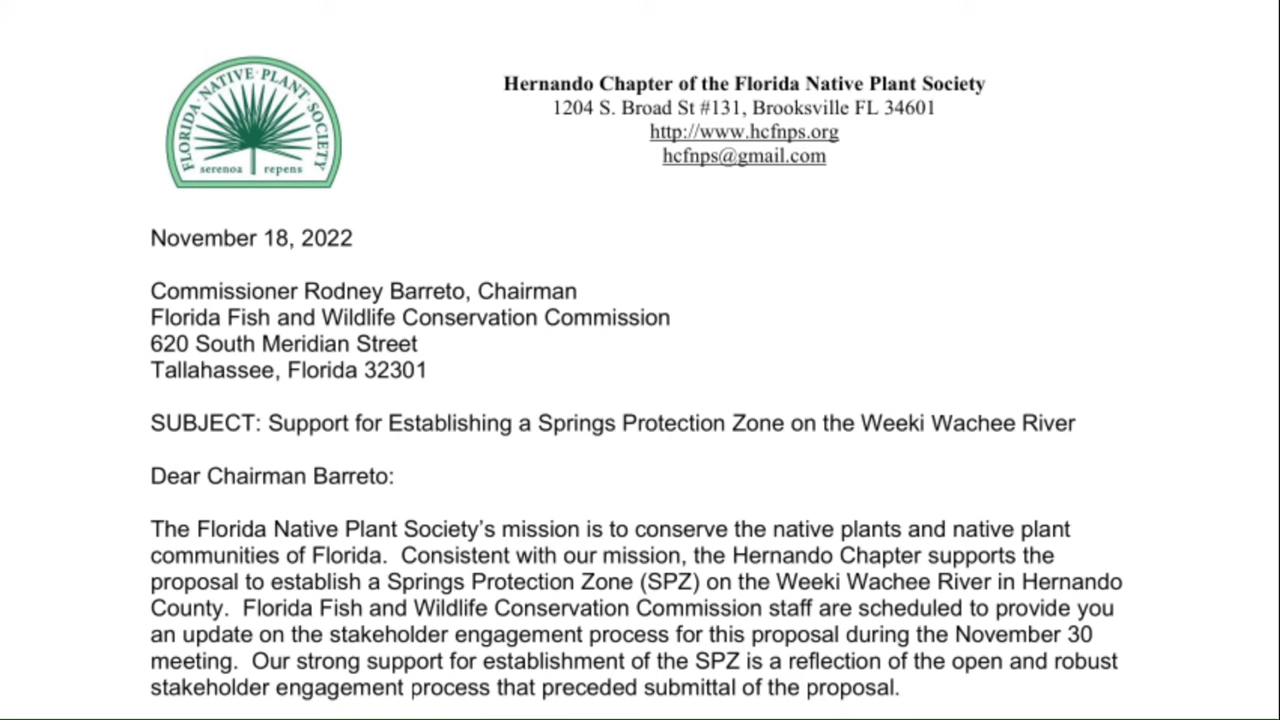 FLORIDA·NATIVE·PLANT·SOCIETY
serenoa repens
Hernando Chapter of the Florida Native Plant Society
1204 S. Broad St #131, Brooksville FL 34601
http://www.hcfnps.org
hcfnps@gmail.com
November 18, 2022
Commissioner Rodney Barreto, Chairman
Florida Fish and Wildlife Conservation Commission
620 South Meridian Street
Tallahassee, Florida 32301
SUBJECT: Support for Establishing a Springs Protection Zone on the Weeki Wachee River
Dear Chairman Barreto:
The Florida Native Plant Society's mission is to conserve the native plants and native plant
communities of Florida.  Consistent with our mission, the Hernando Chapter supports the
proposal to establish a Springs Protection Zone (SPZ) on the Weeki Wachee River in Hernando
County.  Florida Fish and Wildlife Conservation Commission staff are scheduled to provide you
an update on the stakeholder engagement process for this proposal during the November 30
meeting.  Our strong support for establishment of the SPZ is a reflection of the open and robust
stakeholder engagement process that preceded submittal of the proposal.